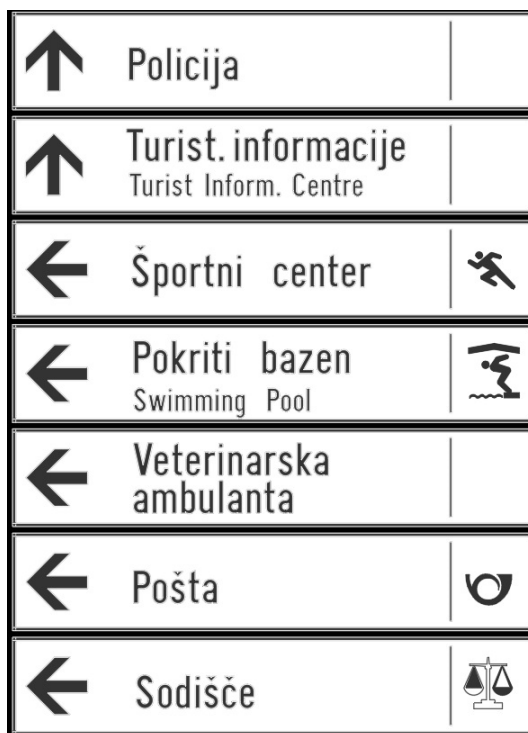 Policija
Turist. informacije
Turist Inform. Centre
Športni center
Pokriti bazen
Swimming Pool
Veterinarska
ambulanta
Pošta
Sodišče